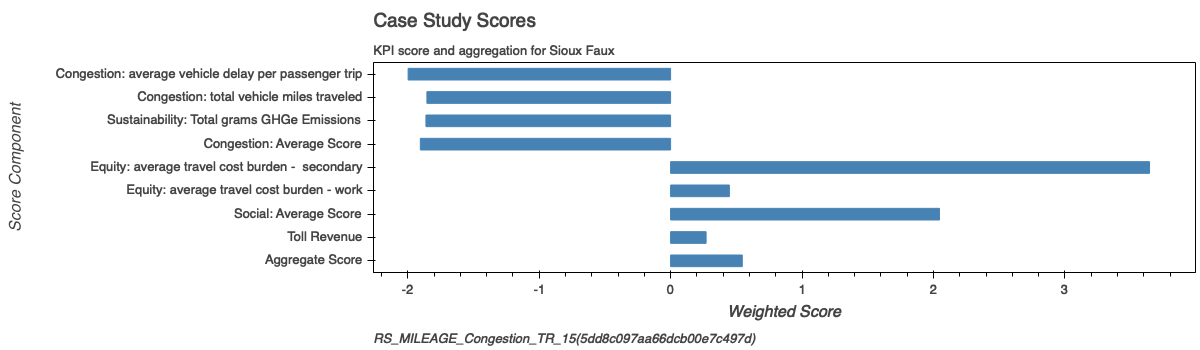 Case Study Scores
KPI score and aggregation for Sioux Faux
Score Component
Congestion: average vehicle delay per passenger trip
Congestion: total vehicle miles traveled
Sustainability: Total grams GHGe Emissions
Congestion: Average Score
Equity: average travel cost burden -  secondary
Equity: average travel cost burden - work
Social: Average Score
Toll Revenue
Aggregate Score
-2 -1 0 1 2 3
Weighted Score
RS_MILEAGE_Congestion_TR_15(5dd8c097aa66dcb00e7c497d)